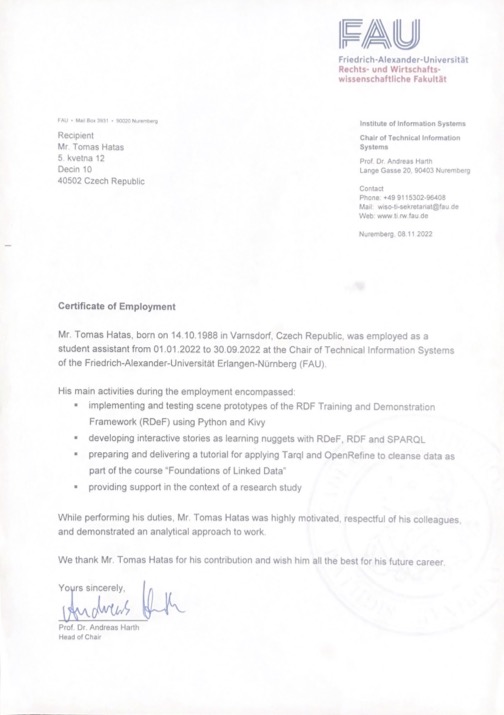 FAU
Friedrich-Alexander-Universität
Rechts- und Wirtschafts-
wissenschaftliche Fakultät
FAU • Mail Box 3931 • 90020 Nuremberg
Recipient
Mr. Tomas Hatas
5. kvetna 12
Decin 10
40502 Czech Republic
Institute of Information Systems
Chair of Technical Information
Systems
Prof. Dr. Andreas Harth
Lange Gasse 20, 90403 Nuremberg
Contact
Phone: +49 9115302-96408
Mail: wiso-ti-sekretariat@fau.de
Web: www.ti.rw.fau.de
Nuremberg, 08.11.2022
Certificate of Employment
Mr. Tomas Hatas, born on 14.10.1988 in Varnsdorf, Czech Republic, was employed as a
student assistant from 01.01.2022 to 30.09.2022 at the Chair of Technical Information Systems
of the Friedrich-Alexander-Universität Erlangen-Nürnberg (FAU).
His main activities during the employment encompassed:
▪ implementing and testing scene prototypes of the RDF Training and Demonstration
Framework (RDeF) using Python and Kivy
▪ developing interactive stories as learning nuggets with RDeF, RDF and SPARQL
▪ preparing and delivering a tutorial for applying Tarql and OpenRefine to cleanse data as
part of the course "Foundations of Linked Data"
▪ providing support in the context of a research study
While performing his duties, Mr. Tomas Hatas was highly motivated, respectful of his colleagues,
and demonstrated an analytical approach to work.
We thank Mr. Tomas Hatas for his contribution and wish him all the best for his future career.
Yours sincerely,
Andreas Harth
Prof. Dr. Andreas Harth
Head of Chair